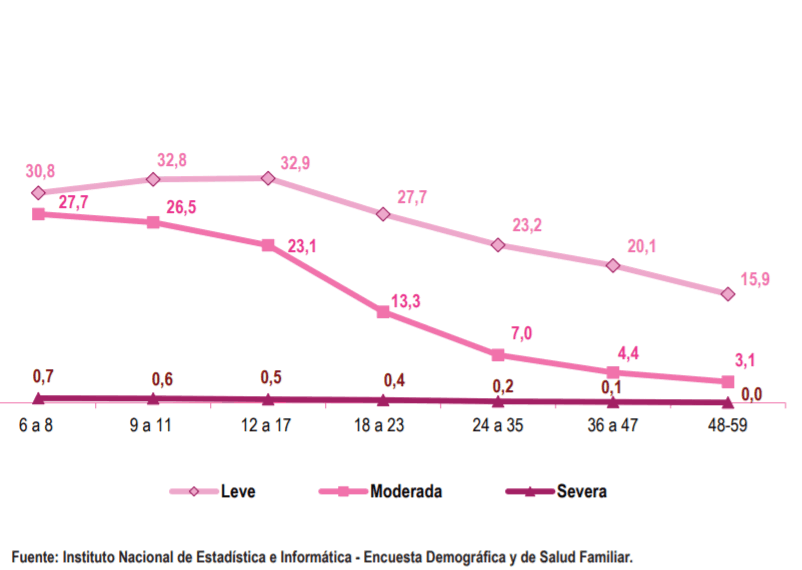 30,8 32,8 32,9 27,7 23,2 20,1 15,9
27,7 26,5 23,1 13,3 7,0 4,4 3,1
0,7 0,6 0,5 0,4 0,2 0,1 0,0
6 a 8 9 a 11 12 a 17 18 a 23 24 a 35 36 a 47 48-59
Leve Moderada Severa
Fuente: Instituto Nacional de Estadística e Informática - Encuesta Demográfica y de Salud Familiar.